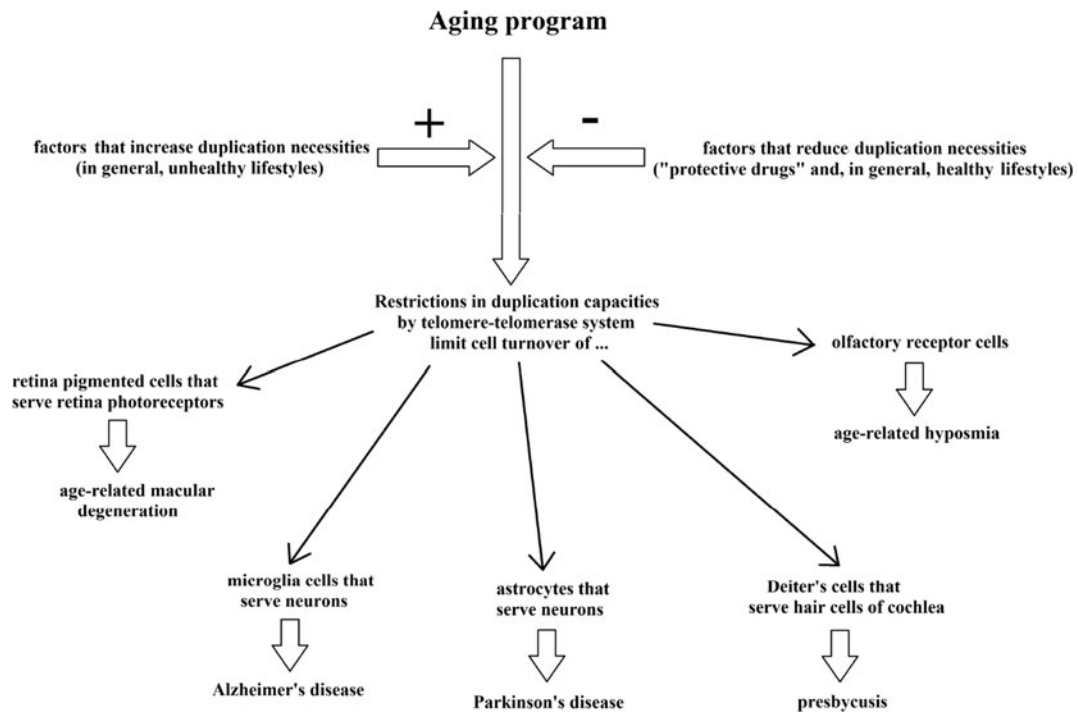 Aging program
+
-
factors that increase duplication necessities
(in general, unhealthy lifestyles)
factors that reduce duplication necessities
("protective drugs" and, in general, healthy lifestyles)
Restrictions in duplication capacities
by telomere-telomerase system
limit cell turnover of ...
olfactory receptor cells
age-related hyposmia
retina pigmented cells that
serve retina photoreceptors
age-related macular
degeneration
microglia cells that
serve neurons
Alzheimer's disease
astrocytes that
serve neurons
Parkinson's disease
Deiter's cells that
serve hair cells of cochlea
presbycusis